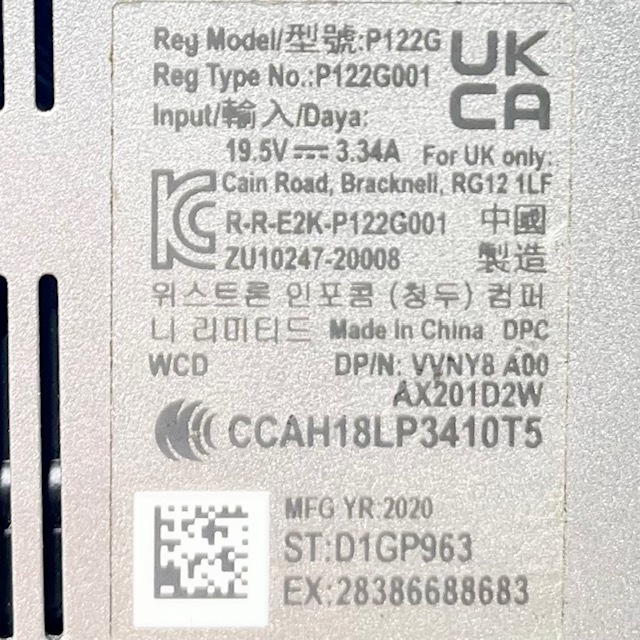 Reg Model/型號:P122G
Reg Type No.:P122G001
UK
CA
Input/輸入/Daya:
19.5V⎓3.34A For UK only:
Cain Road, Bracknell, RG12 1LF
R-R-E2K-P122G001 中國
ZU10247-20008 製造
위스트론 인포콤 (청두) 컴퍼
니 리미티드 Made In China DPC
WCD DP/N: VVNY8 A00
AX201D2W
CCAH18LP3410T5
MFG YR:2020
ST:D1GP963
EX:28386688683